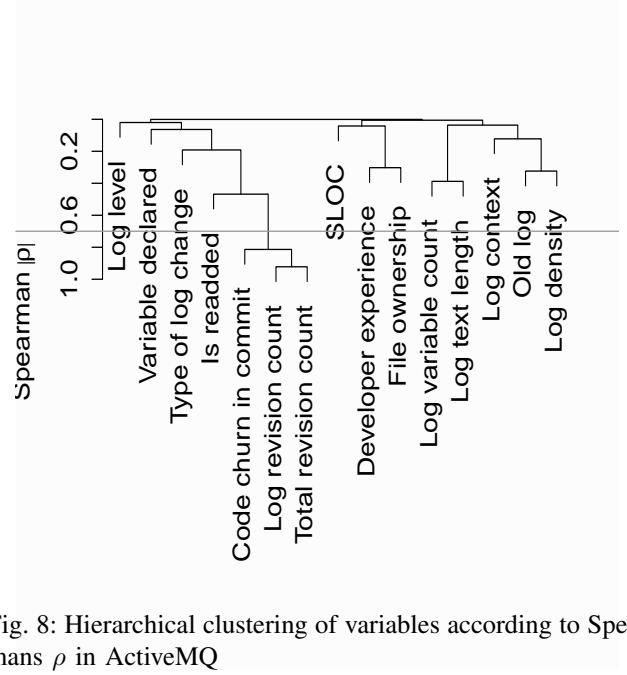 Spearman |ρ|
0.2
0.6
1.0
Log level
Variable declared
Type of log change
Is readded
Code churn in commit
Log revision count
Total revision count
SLOC
Developer experience
File ownership
Log variable count
Log text length
Log context
Old log
Log density
ig. 8: Hierarchical clustering of variables according to Spe
nans ρ in ActiveMQ